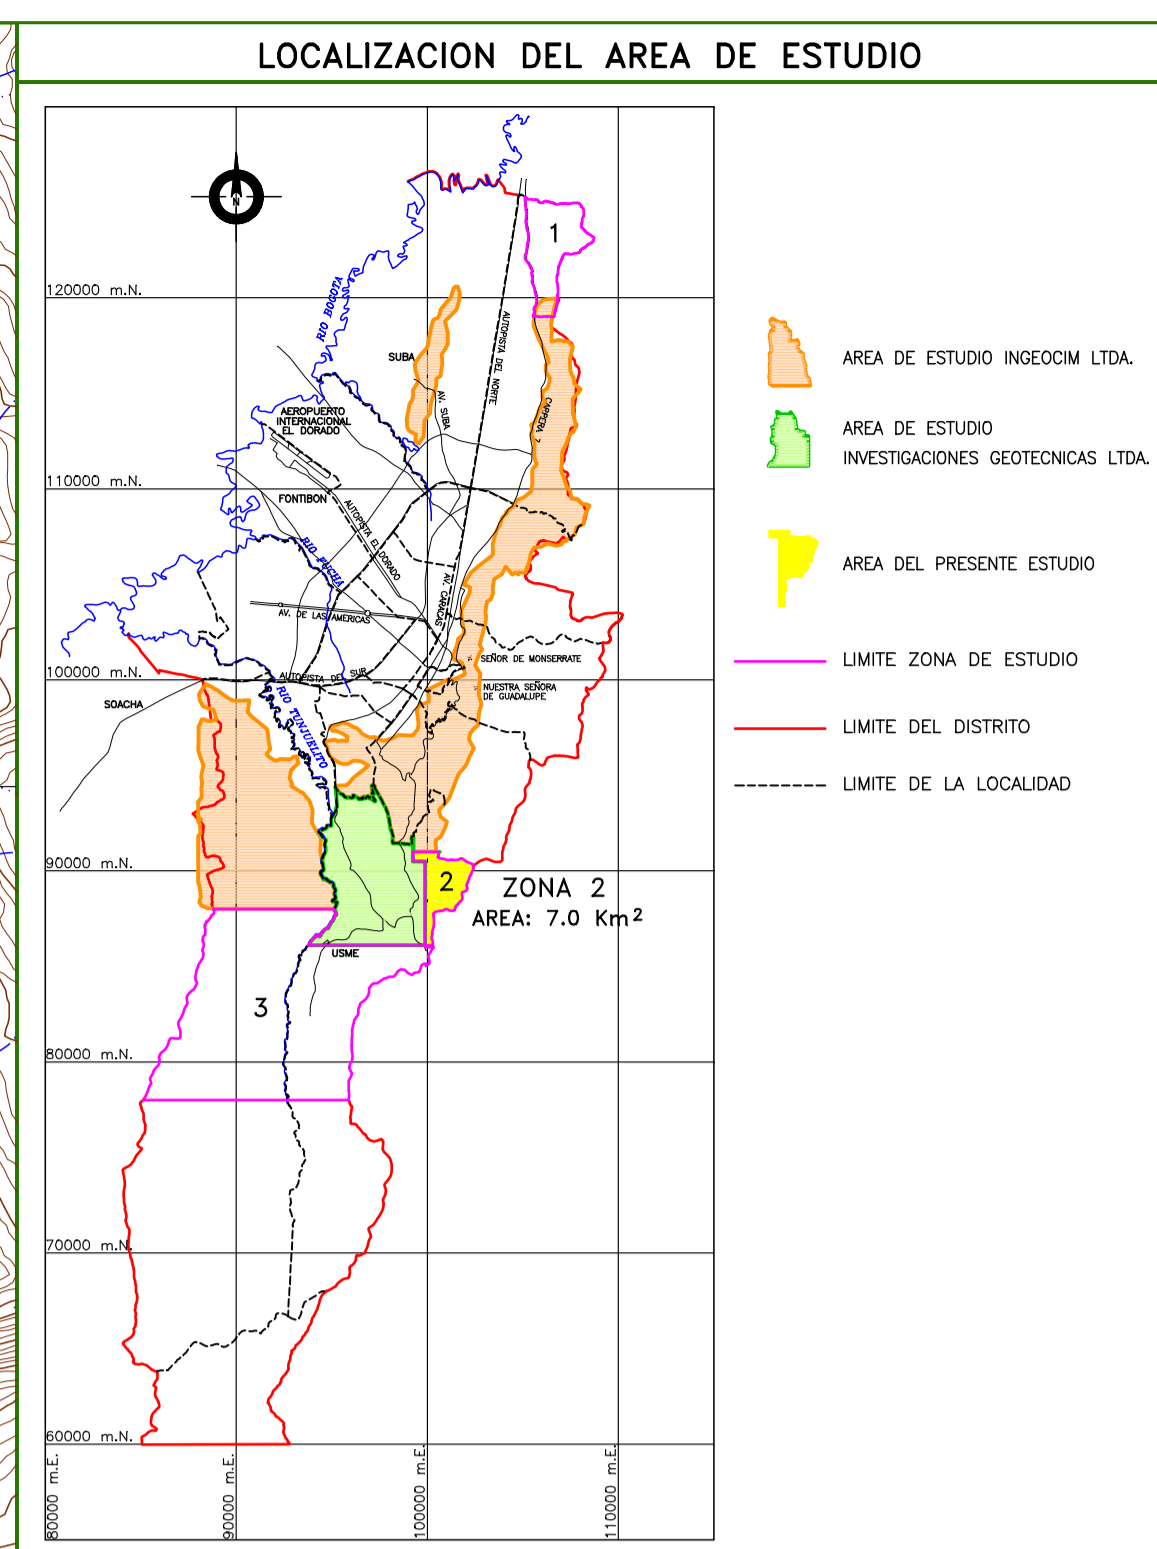 LOCALIZACION DEL AREA DE ESTUDIO
N
1
120000 m.N.
RIO BOGOTA
SUBA
AUTOPISTA DEL NORTE
AV. SUBA
CARRERA 7
AEROPUERTO
INTERNACIONAL
EL DORADO
110000 m.N.
FONTIBON
AUTOPISTA EL DORADO
RIO FUCHA
AV. CARACAS
AV. DE LAS AMERICAS
SEÑOR DE MONSERRATE
100000 m.N.
AUTOPISTA DEL SUR
NUESTRA SEÑORA
DE GUADALUPE
SOACHA
RIO TUNJUELITO
90000 m.N.
2
ZONA 2
AREA: 7.0 Km²
USME
3
80000 m.N.
70000 m.N.
60000 m.N.
80000 m.E.
90000 m.E.
100000 m.E.
110000 m.E.
AREA DE ESTUDIO INGEOCIM LTDA.
AREA DE ESTUDIO
INVESTIGACIONES GEOTECNICAS LTDA.
AREA DEL PRESENTE ESTUDIO
LIMITE ZONA DE ESTUDIO
LIMITE DEL DISTRITO
LIMITE DE LA LOCALIDAD